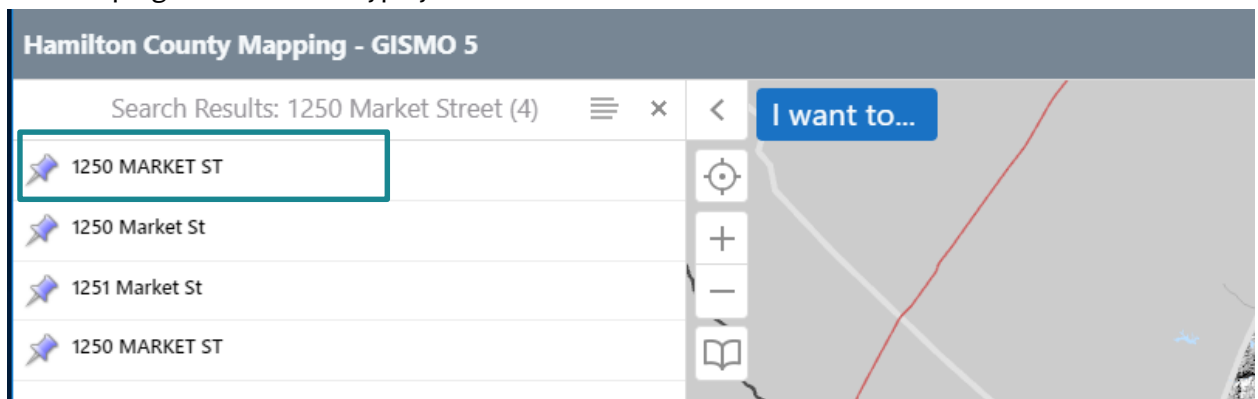 Hamilton County Mapping - GISMO 5
Search Results: 1250 Market Street (4)
I want to...
1250 MARKET ST
1250 Market St
1251 Market St
1250 MARKET ST